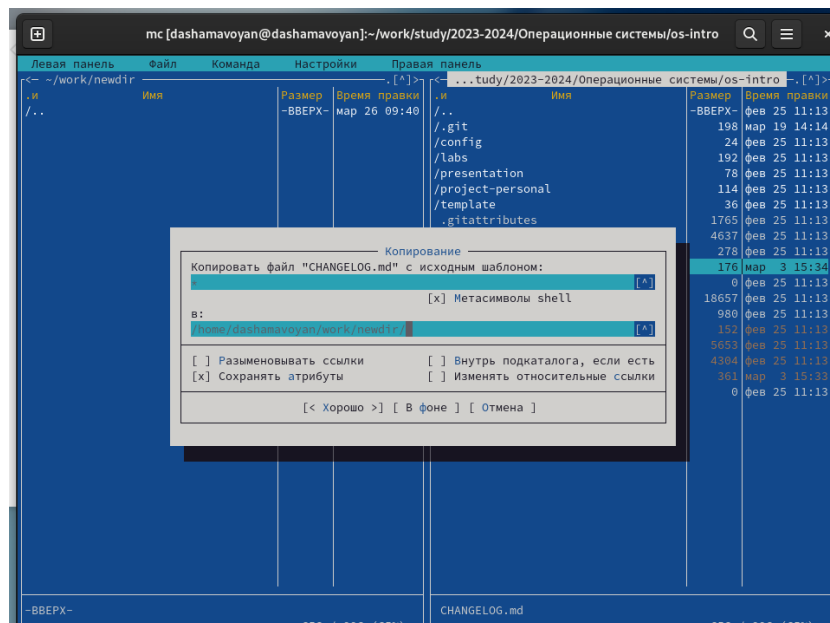 mc [dashamavoyan@dashamavoyan]:~/work/study/2023-2024/Операционные системы/os-intro
Левая панель Файл Команда Настройки Правая панель
<— ~/work/newdir .[^]> <— ...tudy/2023-2024/Операционные системы/os-intro —.[^]>
.и Имя Размер Время правки .и Имя Размер Время правки
/.. -ВВЕРХ- мар 26 09:40 /.. -ВВЕРХ- фев 25 11:13
/.git 198 мар 19 14:14
/config 24 фев 25 11:13
/labs 192 фев 25 11:13
/presentation 78 фев 25 11:13
/project-personal 114 фев 25 11:13
/template 36 фев 25 11:13
.gitattributes 1765 фев 25 11:13
4637 фев 25 11:13
Копирование 278 фев 25 11:13
Копировать файл "CHANGELOG.md" с исходным шаблоном: 176 мар 3 15:34
* [^] 0 фев 25 11:13
[x] Метасимволы shell 18657 фев 25 11:13
в: 980 фев 25 11:13
/home/dashamavoyan/work/newdir/ [^] 152 фев 25 11:13
5653 фев 25 11:13
[ ] Разыменовывать ссылки [ ] Внутрь подкаталога, если есть 4304 фев 25 11:13
[x] Сохранять атрибуты [ ] Изменять относительные ссылки 361 мар 3 15:33
0 фев 25 11:13
[< Хорошо >] [ В фоне ] [ Отмена ]
-ВВЕРХ- CHANGELOG.md